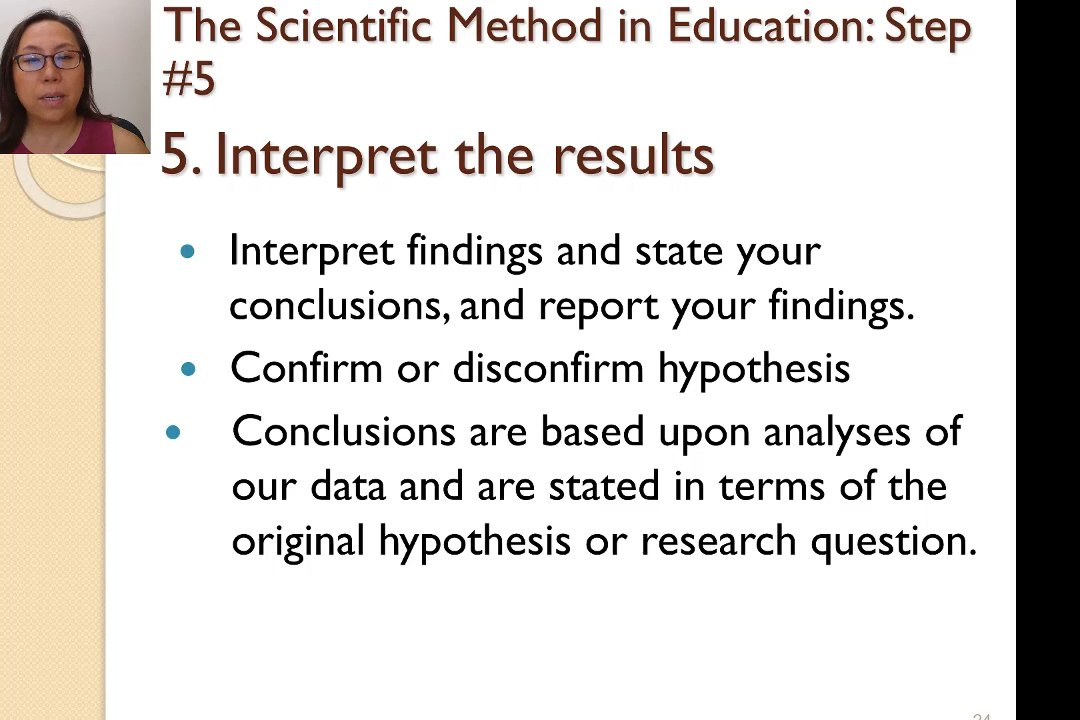 The Scientific Method in Education: Step
#5
5. Interpret the results
• Interpret findings and state your
conclusions, and report your findings.
• Confirm or disconfirm hypothesis
• Conclusions are based upon analyses of
our data and are stated in terms of the
original hypothesis or research question.